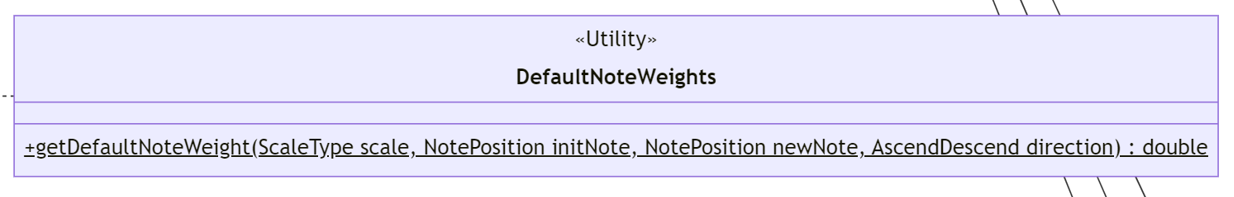 «Utility»
DefaultNoteWeights
+getDefaultNoteWeight(ScaleType scale, NotePosition initNote, NotePosition newNote, AscendDescend direction) : double